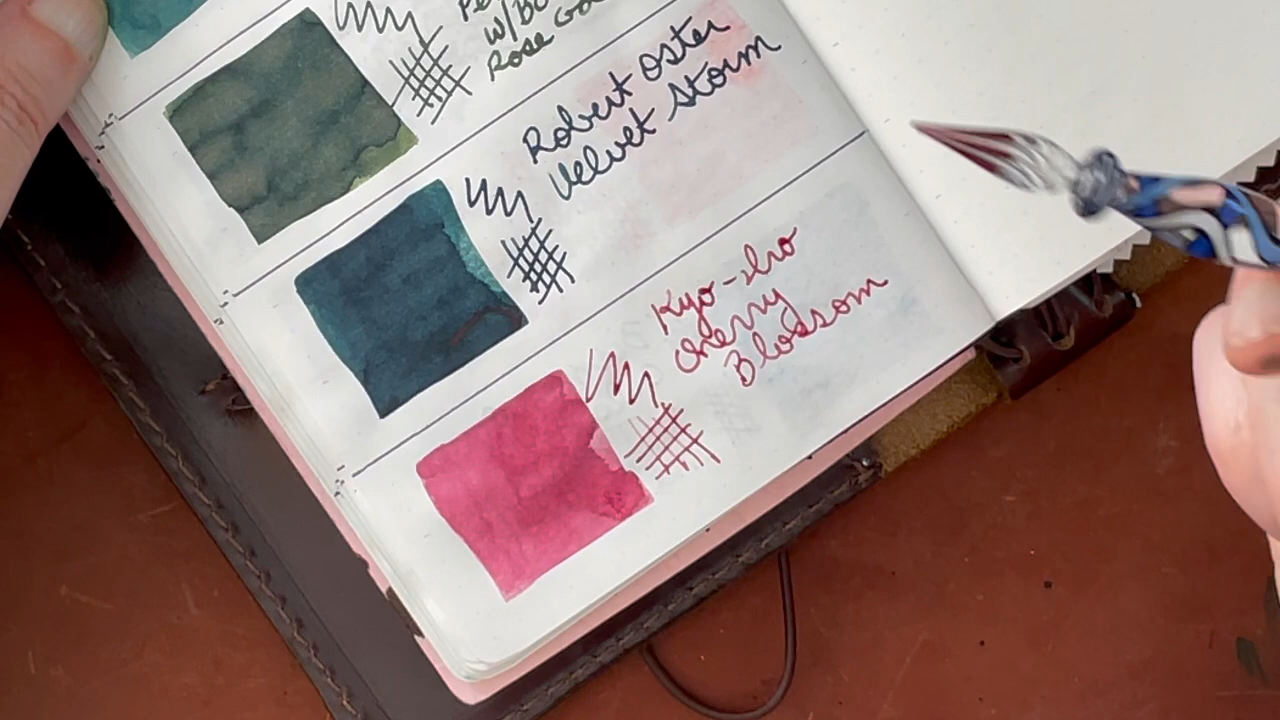 W/
Rose
Robert Oster
Velvet Storm
Kyo-iro
Cherry
Blossom